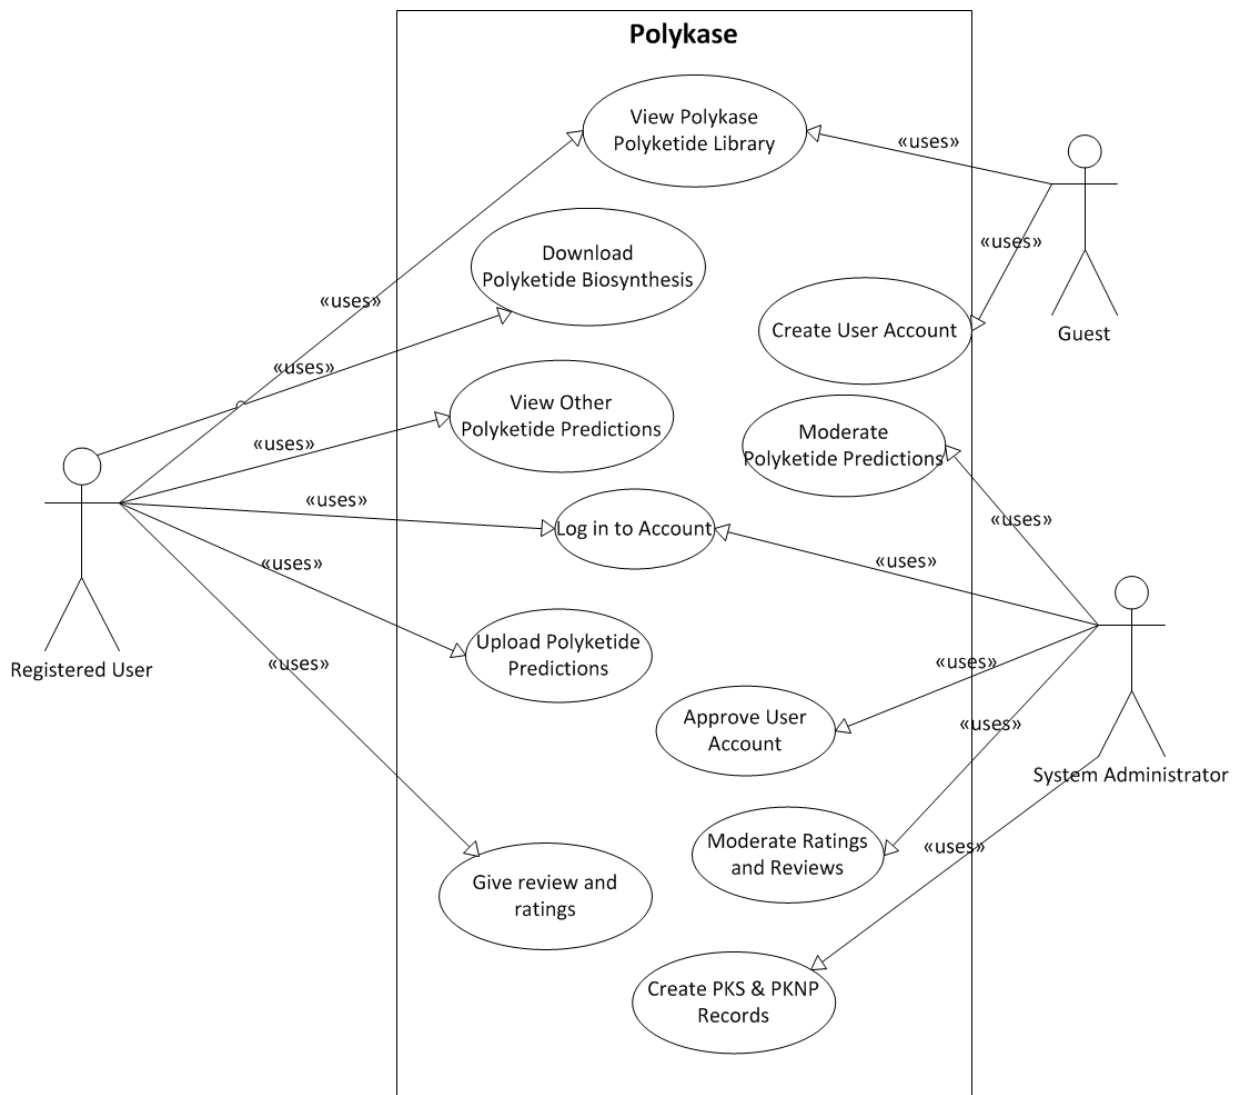 Polykase
View Polykase
Polyketide Library
«uses»
«uses»
Download
Polyketide Biosynthesis
«uses»
Create User Account
Guest
«uses»
«uses»
View Other
Polyketide Predictions
«uses»
Moderate
Polyketide Predictions
«uses»
Log in to Account
«uses»
«uses»
«uses»
Registered User
Upload Polyketide
Predictions
«uses»
«uses»
Approve User
Account
«uses»
System Administrator
Moderate Ratings
and Reviews
«uses»
Give review and
ratings
Create PKS & PKNP
Records